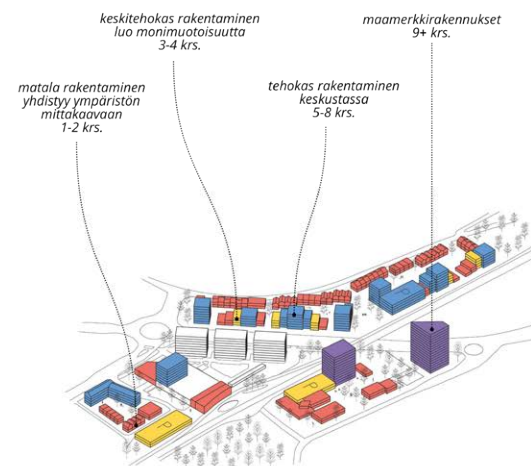 keskitehokas rakentaminen
luo monimuotoisuutta
3-4 krs.
maamerkkirakennukset
9+ krs.
matala rakentaminen
yhdistyy ympäristön
mittakaavaan
1-2 krs.
tehokas rakentaminen
keskustassa
5-8 krs.
P
P
P